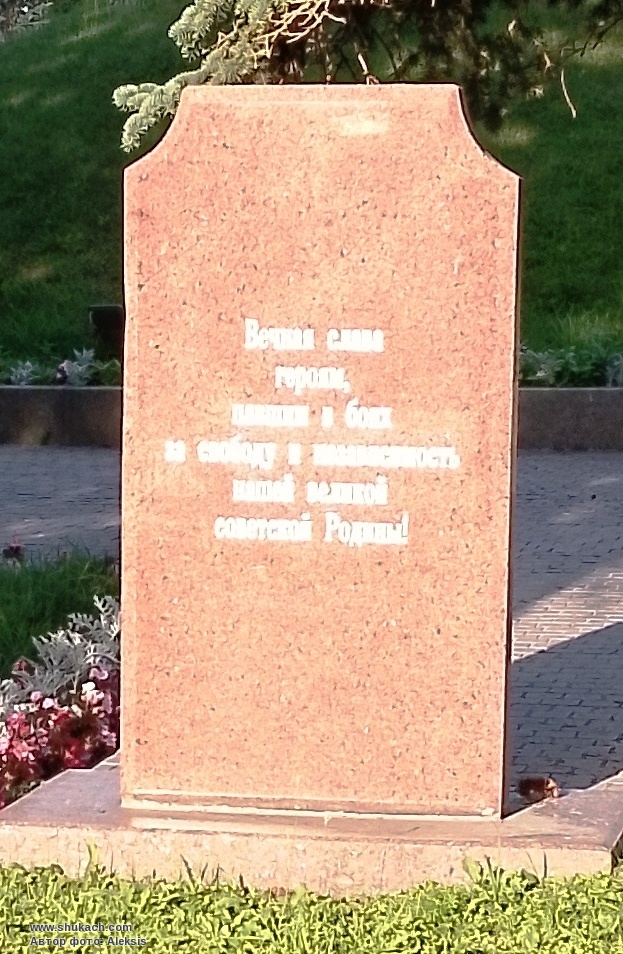 Вечная слава
героям,
павшим в боях
за свободу и независимость
нашей великой
советской Родины!
www.shukach.com
Автор фото- Aleksis